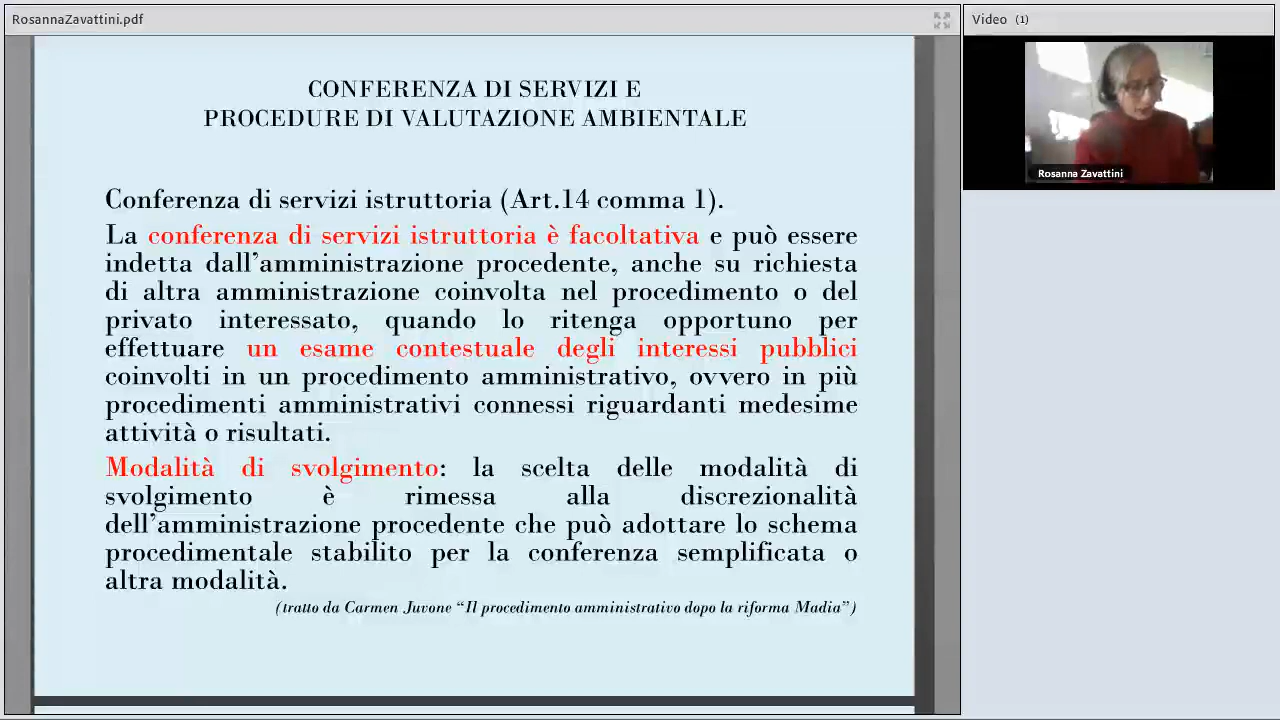 RosannaZavattini.pdf
Video (1)
Rosanna Zavattini
CONFERENZA DI SERVIZI E
PROCEDURE DI VALUTAZIONE AMBIENTALE
Conferenza di servizi istruttoria (Art.14 comma 1).
La conferenza di servizi istruttoria è facoltativa e può essere
indetta dall’amministrazione procedente, anche su richiesta
di altra amministrazione coinvolta nel procedimento o del
privato interessato, quando lo ritenga opportuno per
effettuare un esame contestuale degli interessi pubblici
coinvolti in un procedimento amministrativo, ovvero in più
procedimenti amministrativi connessi riguardanti medesime
attività o risultati.
Modalità di svolgimento: la scelta delle modalità di
svolgimento è rimessa alla discrezionalità
dell’amministrazione procedente che può adottare lo schema
procedimentale stabilito per la conferenza semplificata o
altra modalità.
(tratto da Carmen Juvone “Il procedimento amministrativo dopo la riforma Madia”)